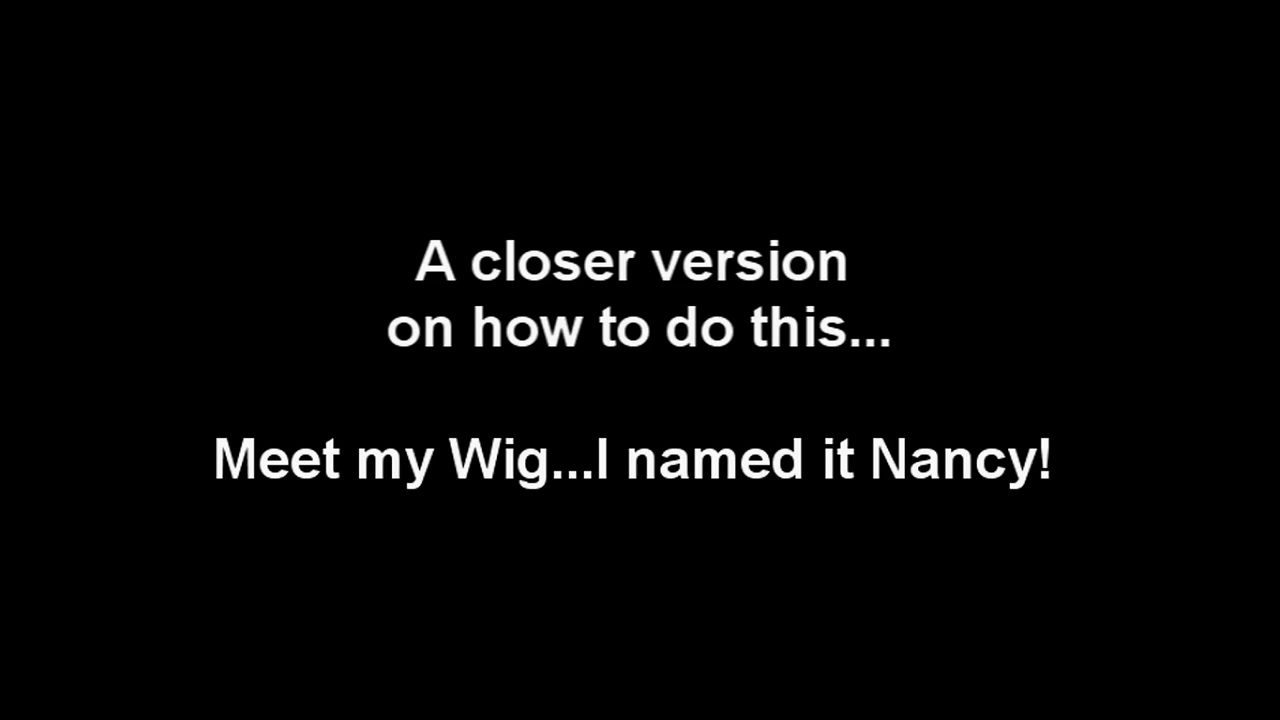 A closer version
on how to do this...
Meet my Wig...I named it Nancy!